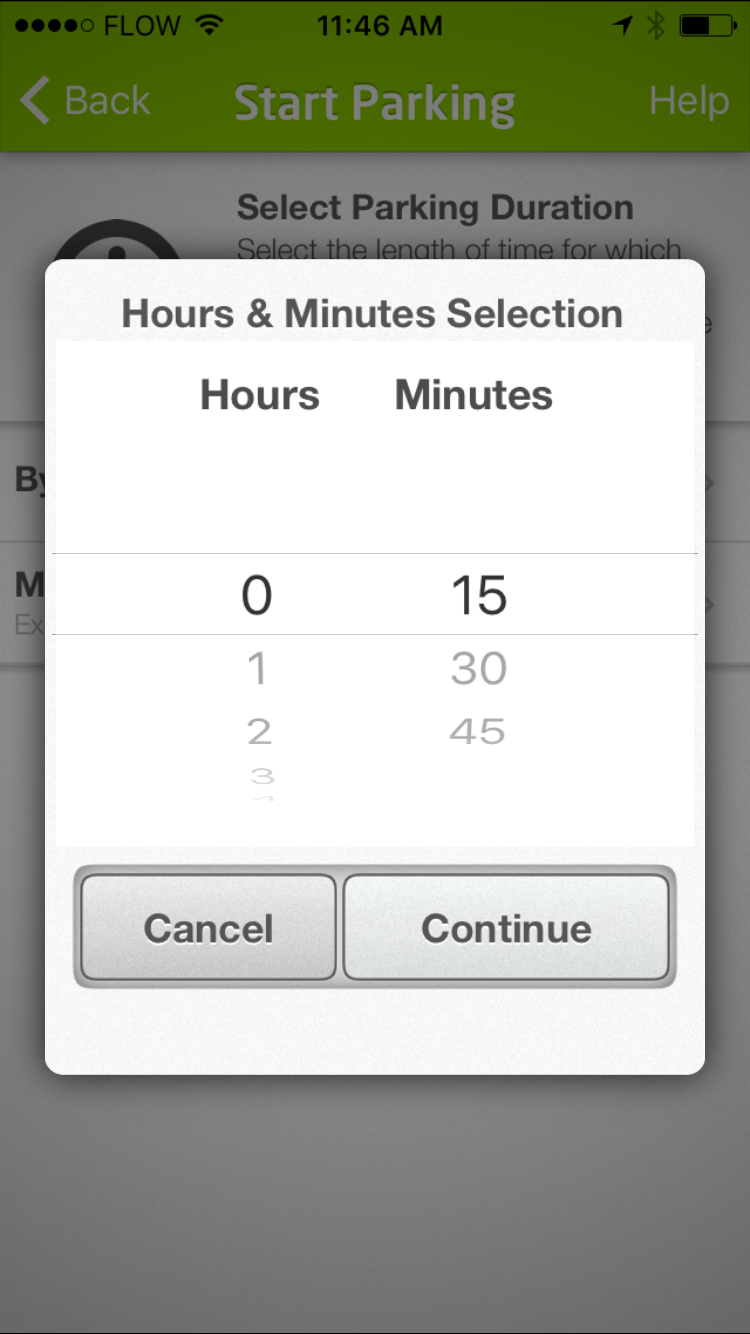 FLOW 11:46 AM
Back Start Parking Help
Select Parking Duration
Select the length of time for which
Hours & Minutes Selection
Hours Minutes
0 15
1 30
2 45
3
4
Cancel Continue